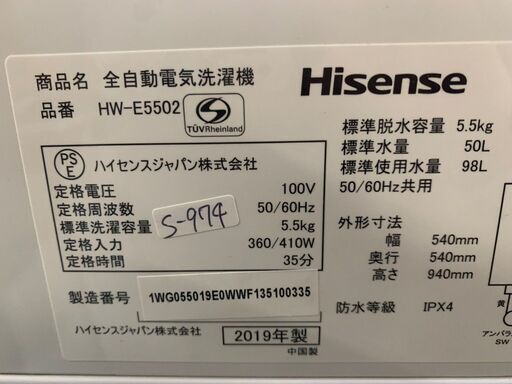 商品名 全自動電気洗濯機
品番 HW-E5502
S
TÜVRheinland
Hisense
PS
E
ハイセンスジャパン株式会社
定格電圧 100V
定格周波数 50/60Hz
標準洗濯容量 5.5kg
定格入力 360/410W
定格時間 35分
S-974
製造番号 1WG055019E0WWF135100335
ハイセンスジャパン株式会社 2019年製
中国製
標準脱水容量 5.5kg
標準水量 50L
標準使用水量 98L
50/60Hz共用
外形寸法
幅 540mm
奥行 540mm
高さ 940mm
防水等級 IPX4
黄
アンバラ
SW